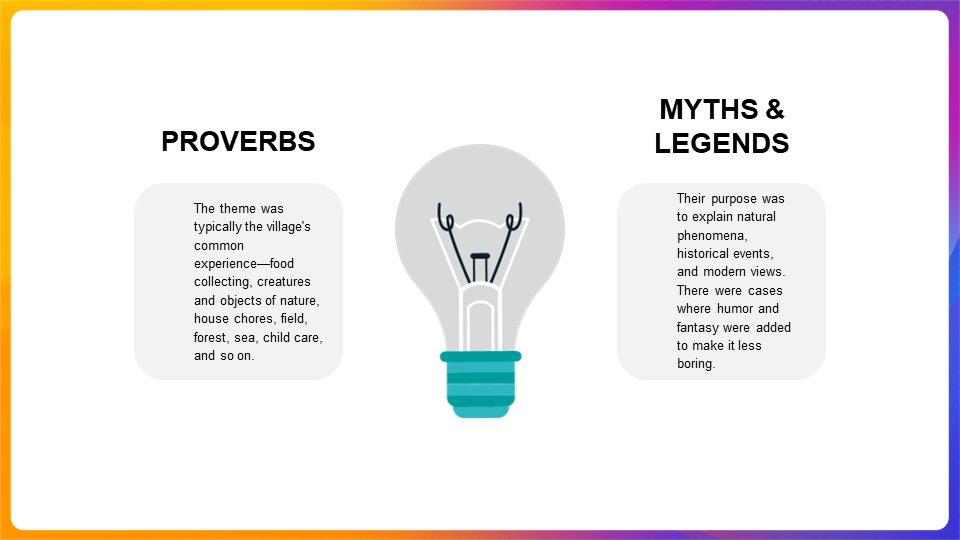 PROVERBS
The theme was
typically the village's
common
experience—food
collecting, creatures
and objects of nature,
house chores, field,
forest, sea, child care,
and so on.
MYTHS &
LEGENDS
Their purpose was
to explain natural
phenomena,
historical events,
and modern views.
There were cases
where humor and
fantasy were added
to make it less
boring.